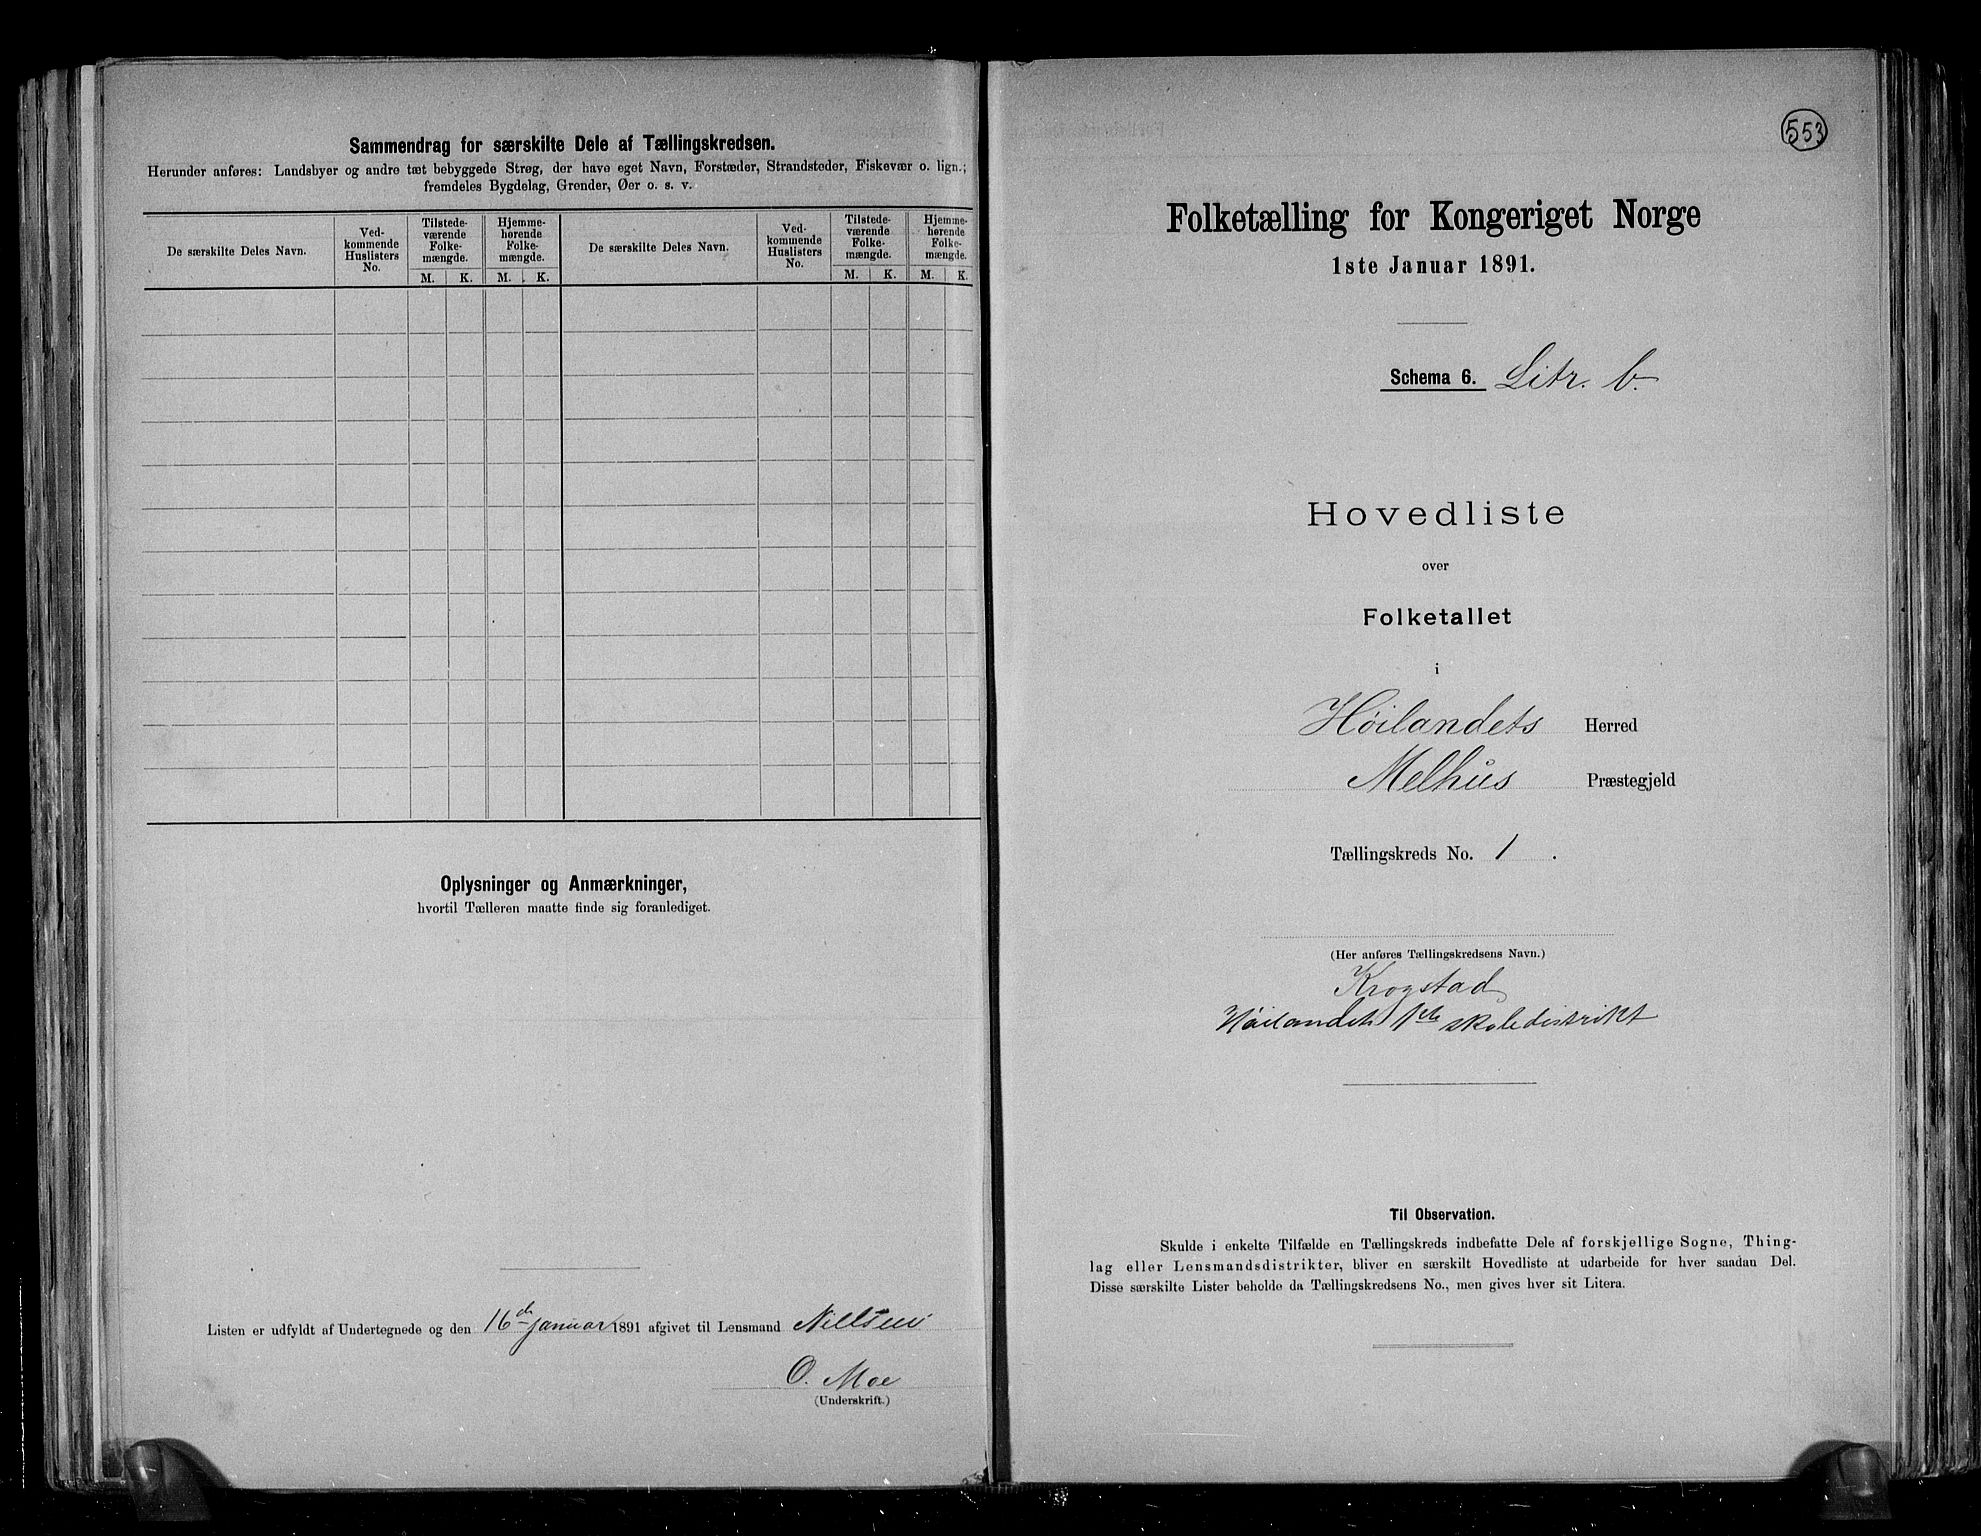 Sammendrag for særskilte Dele af Tællingskredsen.
Herunder anføres: Landsbyer og andre tæt bebyggede Strøg, der have eget Navn, Forstæder, Strandsteder, Fiskevær o. lign.;
fremdeles Bygdelag, Grender, Øer o. s. v.
De særskilte Deles Navn.
Ved-
kommende
Huslisters
No.
Tilstede-
værende
Folke-
mængde.
M. K.
Hjemme-
hørende
Folke-
mængde.
M. K.
De særskilte Deles Navn.
Ved-
kommende
Huslisters
No.
Tilstede-
værende
Folke-
mængde.
M. K.
Hjemme-
hørende
Folke-
mængde.
M. K.
Oplysninger og Anmærkninger,
hvortil Tælleren maatte finde sig foranlediget.
Listen er udfyldt af Undertegnede og den 16de januar 1891 afgivet til Lensmand Nielsen
O. Moe
(Underskrift.)
553
Folketælling for Kongeriget Norge
1ste Januar 1891.
Schema 6. Litr. b.
Hovedliste
over
Folketallet
i
Høilandets Herred
Melhus Præstegjeld
Tællingskreds No. 1.
(Her anføres Tællingskredsens Navn.)
Krogstad
Høilandets 1ste skoledistrikt
Til Observation.
Skulde i enkelte Tilfælde en Tællingskreds indbefatte Dele af forskjellige Sogne, Thing-
lag eller Lensmandsdistrikter, bliver en særskilt Hovedliste at udarbeide for hver saadan Del.
Disse særskilte Lister beholde da Tællingskredsens No., men gives hver sit Litera.